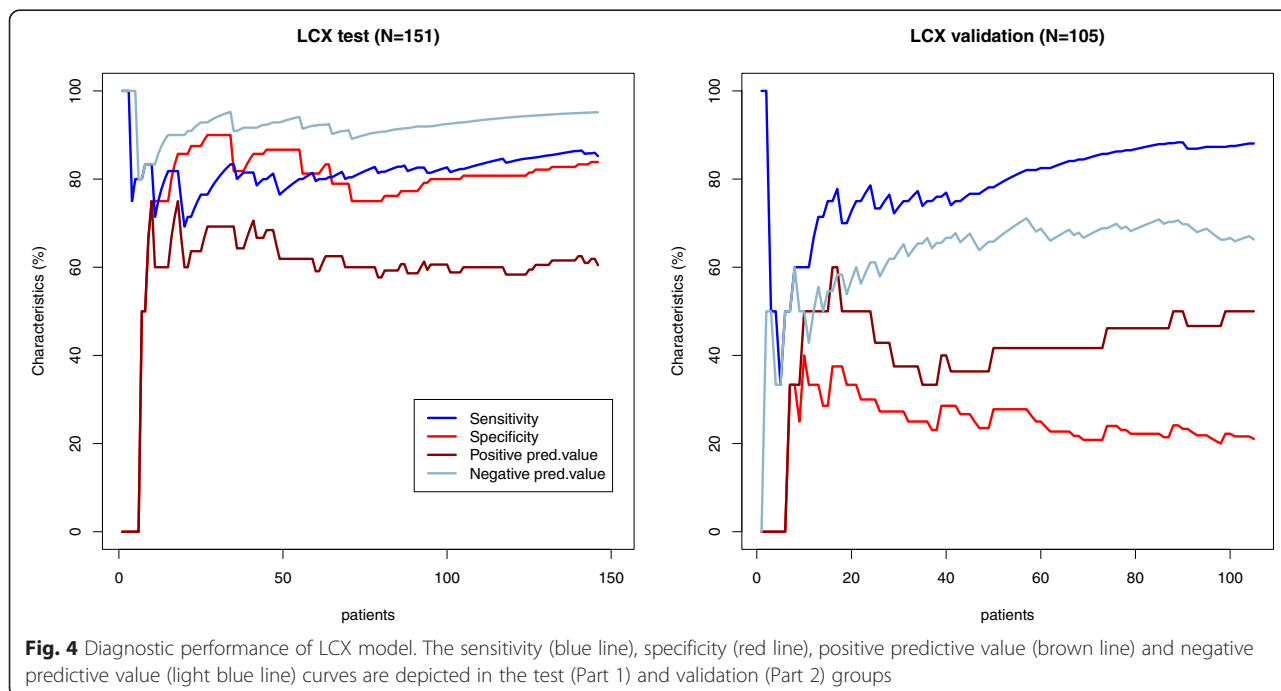 LCX test (N=151)
LCX validation (N=105)
Characteristics (%)
100
80
60
40
20
0
Sensitivity
Specificity
Positive pred.value
Negative pred.value
0
50
100
150
patients
Characteristics (%)
100
80
60
40
20
0
0
20
40
60
80
100
patients
Fig. 4 Diagnostic performance of LCX model. The sensitivity (blue line), specificity (red line), positive predictive value (brown line) and negative
predictive value (light blue line) curves are depicted in the test (Part 1) and validation (Part 2) groups